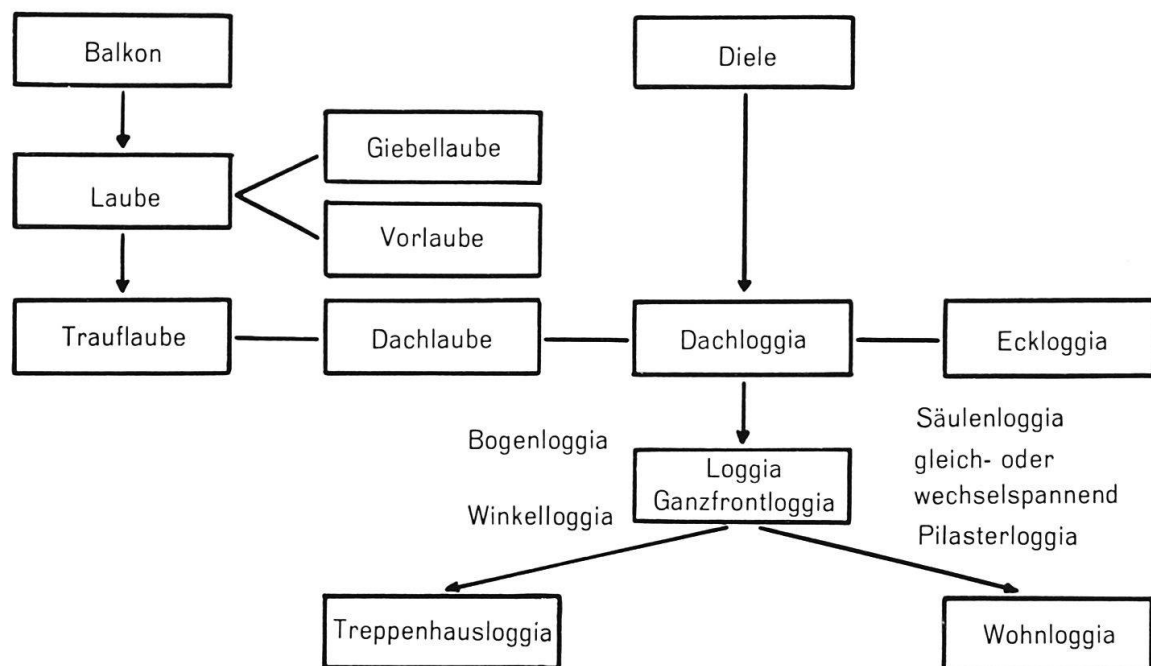 Balkon
Diele
Giebellaube
Laube
Vorlaube
Trauflaube
Dachlaube
Dachloggia
Eckloggia
Bogenloggia
Säulenloggia
gleich- oder
wechselspannend
Loggia
Ganzfrontloggia
Winkelloggia
Pilasterloggia
Treppenhausloggia
Wohnloggia